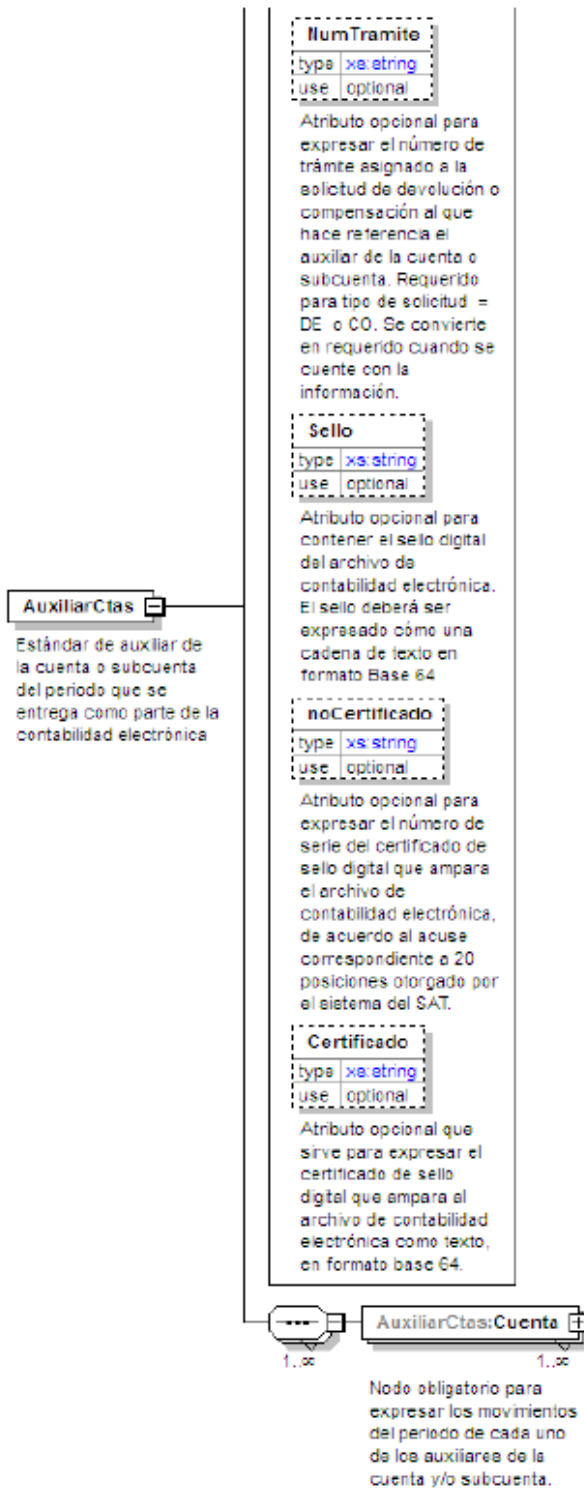 NumTramite
type xs:string
use optional
Atributo opcional para
expresar el número de
trámite asignado a la
solicitud de devolución o
compensación al que
hace referencia el
auxiliar de la cuenta o
subcuenta. Requerido
para tipo de solicitud =
DE o CO. Se convierte
en requerido cuando se
cuente con la
información.
Sello
type xs:string
use optional
Atributo opcional para
contener el sello digital
del archivo de
contabilidad electrónica.
El sello deberá ser
expresado cómo una
cadena de texto en
formato Base 64
AuxiliarCtas
Estándar de auxiliar de
la cuenta o subcuenta
del periodo que se
entrega como parte de la
contabilidad electrónica
noCertificado
type xs:string
use optional
Atributo opcional para
expresar el número de
serie del certificado de
sello digital que ampara
el archivo de
contabilidad electrónica,
de acuerdo al acuse
correspondiente a 20
posiciones otorgado por
el sistema del SAT.
Certificado
type xs:string
use optional
Atributo opcional que
sirve para expresar el
certificado de sello
digital que ampara al
archivo de contabilidad
electrónica como texto,
en formato base 64.
AuxiliarCtas:Cuenta
1..∞ 1..∞
Nodo obligatorio para
expresar los movimientos
del periodo de cada uno
de los auxiliares de la
cuenta y/o subcuenta.